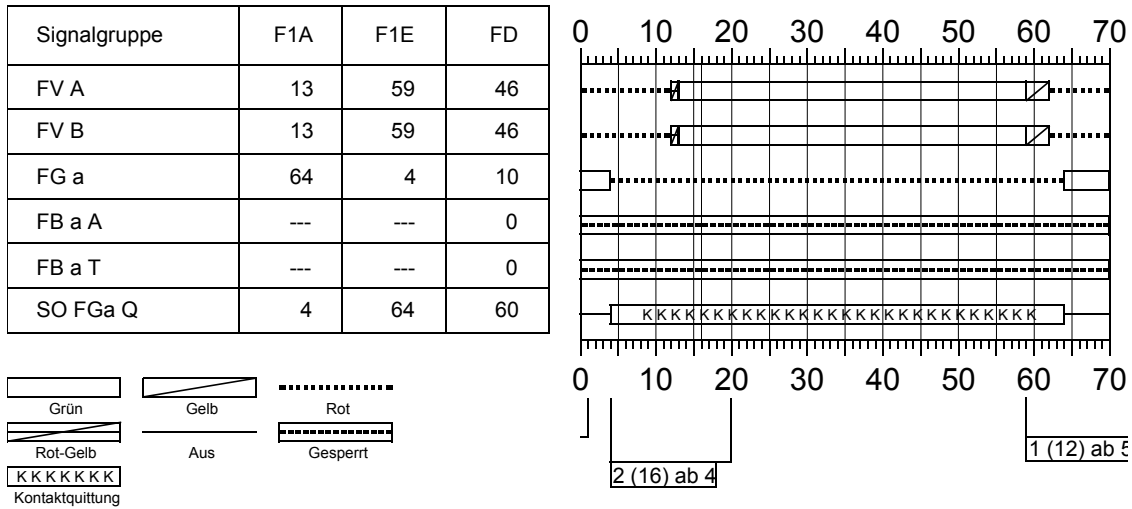 Signalgruppe F1A F1E FD
FV A 13 59 46
FV B 13 59 46
FG a 64 4 10
FB a A --- --- 0
FB a T --- --- 0
SO FGa Q 4 64 60
0 10 20 30 40 50 60 70
K K K K K K K K K K K K K K K K K K K K K K K K K K K K
0 10 20 30 40 50 60 70
2 (16) ab 4
1 (12) ab 5
Grün Gelb Rot
Rot-Gelb Aus Gesperrt
K K K K K K K
Kontaktquittung